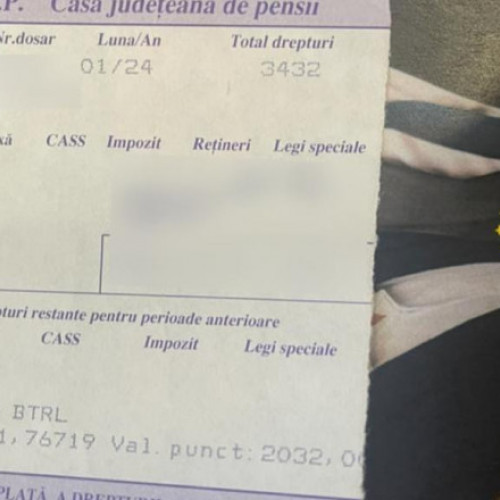 .P. Casa județeană de pensii
Nr.dosar Luna/An Total drepturi
01/24 3432
CASS Impozit Rețineri Legi speciale
restante pentru perioade anterioare
CASS Impozit Legi speciale
BTRL
1,76719 Val. punct: 2032,0
PLATĂ A